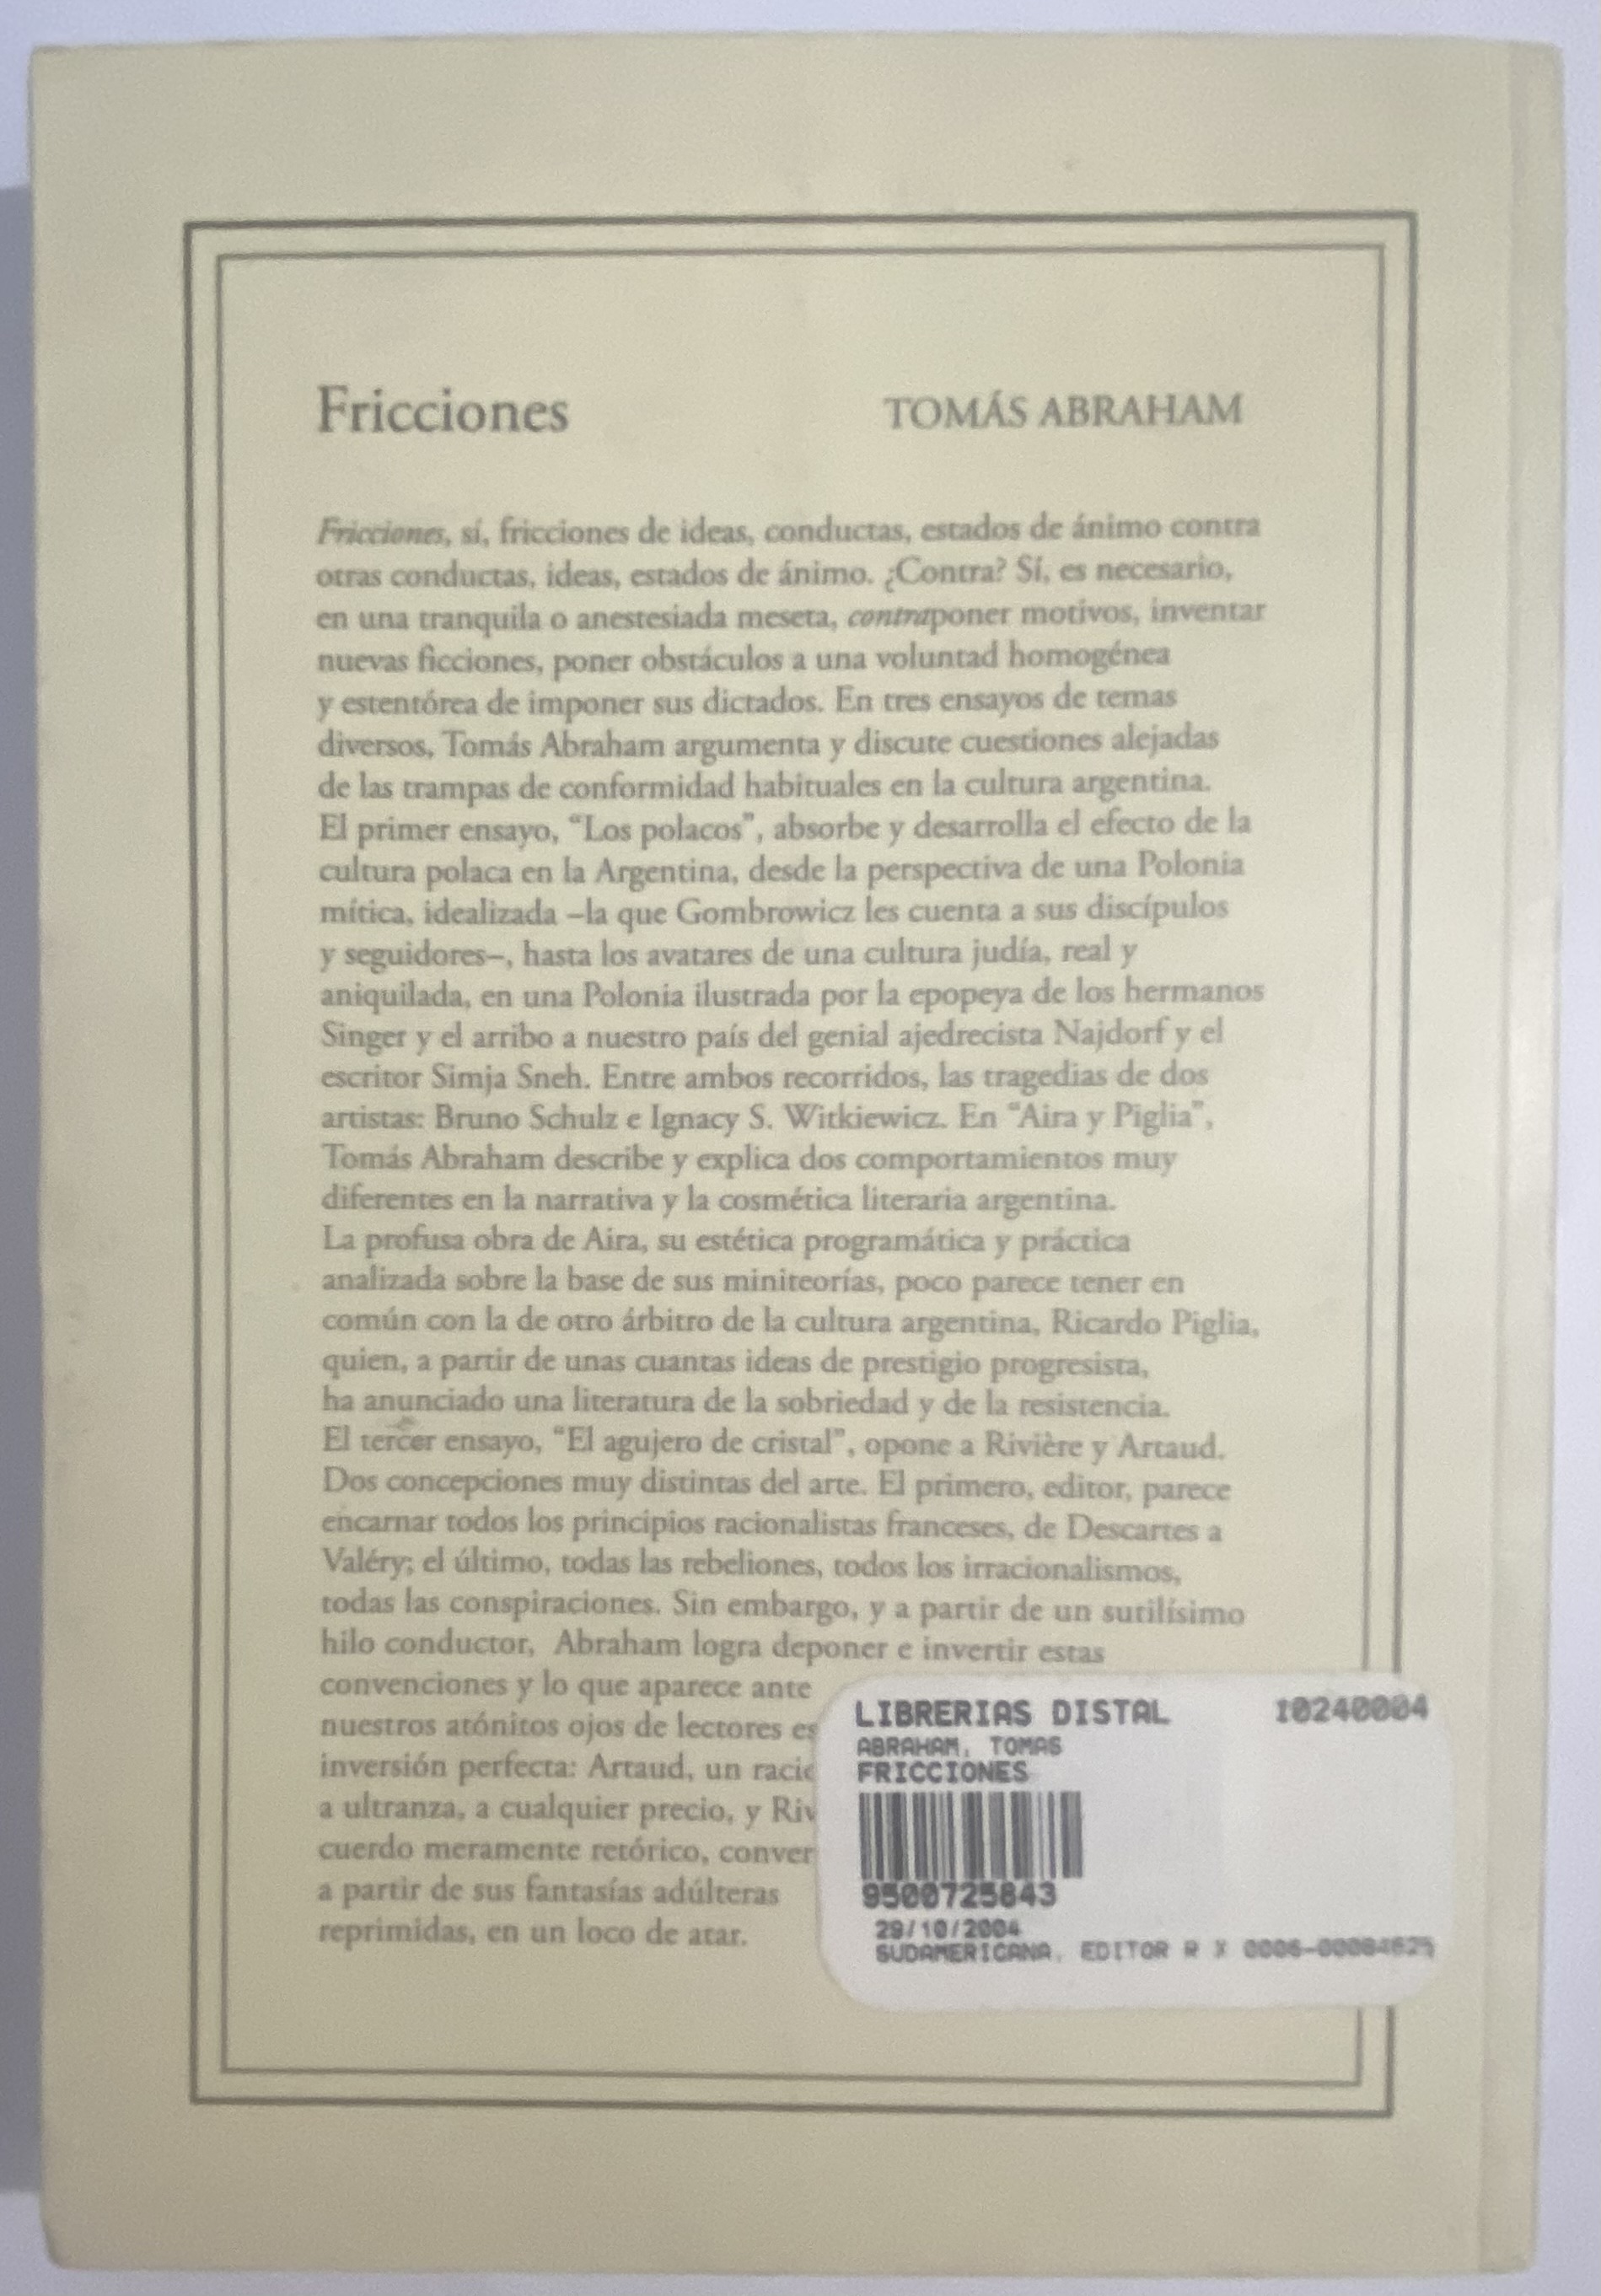 Fricciones TOMÁS ABRAHAM
Fricciones, sí, fricciones de ideas, conductas, estados de ánimo contra
otras conductas, ideas, estados de ánimo. ¿Contra? Sí, es necesario,
en una tranquila o anestesiada meseta, contraponer motivos, inventar
nuevas ficciones, poner obstáculos a una voluntad homogénea
y estentórea de imponer sus dictados. En tres ensayos de temas
diversos, Tomás Abraham argumenta y discute cuestiones alejadas
de las trampas de conformidad habituales en la cultura argentina.
El primer ensayo, “Los polacos”, absorbe y desarrolla el efecto de la
cultura polaca en la Argentina, desde la perspectiva de una Polonia
mítica, idealizada –la que Gombrowicz les cuenta a sus discípulos
y seguidores–, hasta los avatares de una cultura judía, real y
aniquilada, en una Polonia ilustrada por la epopeya de los hermanos
Singer y el arribo a nuestro país del genial ajedrecista Najdorf y el
escritor Simja Sneh. Entre ambos recorridos, las tragedias de dos
artistas: Bruno Schulz e Ignacy S. Witkiewicz. En “Aira y Piglia”,
Tomás Abraham describe y explica dos comportamientos muy
diferentes en la narrativa y la cosmética literaria argentina.
La profusa obra de Aira, su estética programática y práctica
analizada sobre la base de sus miniteorías, poco parece tener en
común con la de otro árbitro de la cultura argentina, Ricardo Piglia,
quien, a partir de unas cuantas ideas de prestigio progresista,
ha anunciado una literatura de la sobriedad y de la resistencia.
El tercer ensayo, “El agujero de cristal”, opone a Rivière y Artaud.
Dos concepciones muy distintas del arte. El primero, editor, parece
encarnar todos los principios racionalistas franceses, de Descartes a
Valéry; el último, todas las rebeliones, todos los irracionalismos,
todas las conspiraciones. Sin embargo, y a partir de un sutilísimo
hilo conductor, Abraham logra deponer e invertir estas
convenciones y lo que aparece ante
nuestros atónitos ojos de lectores es
inversión perfecta: Artaud, un racio
a ultranza, a cualquier precio, y Riv
cuerdo meramente retórico, conver
a partir de sus fantasías adúlteras
reprimidas, en un loco de atar.
LIBRERIAS DISTAL 10240004
ABRAHAM, TOMAS
FRICCIONES
9500725843
29/10/2004
SUDAMERICANA, EDITOR R X